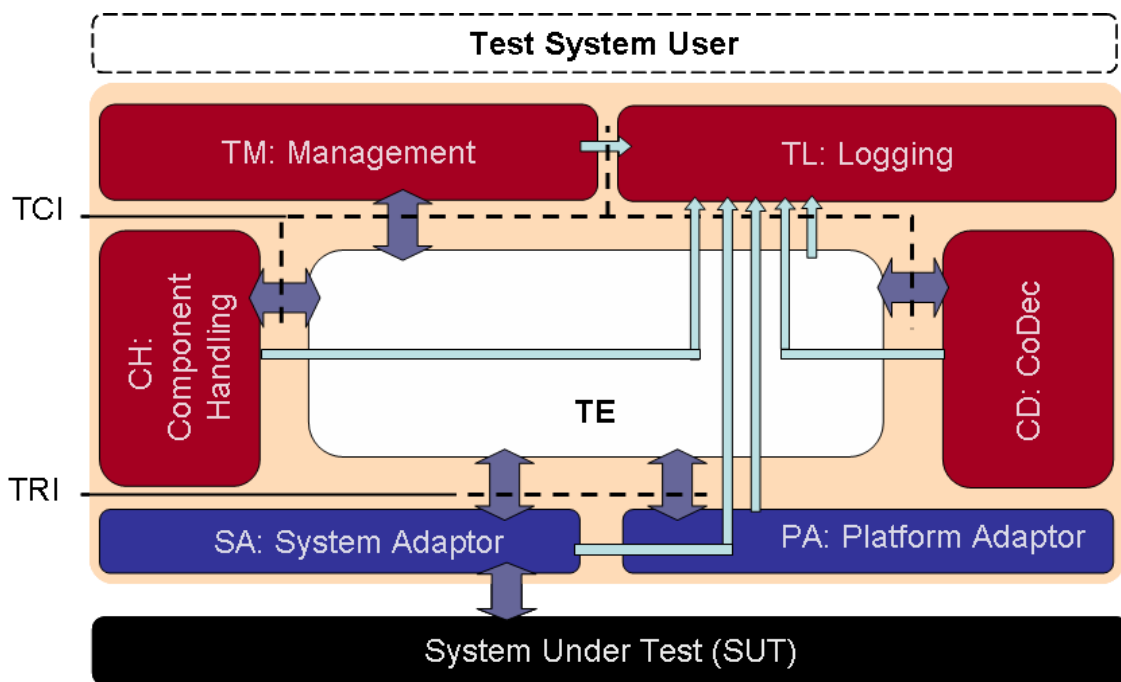 Test System User
TM: Management
TL: Logging
TCI
CH:
Component
Handling
TE
CD: CoDec
TRI
SA: System Adaptor
PA: Platform Adaptor
System Under Test (SUT)